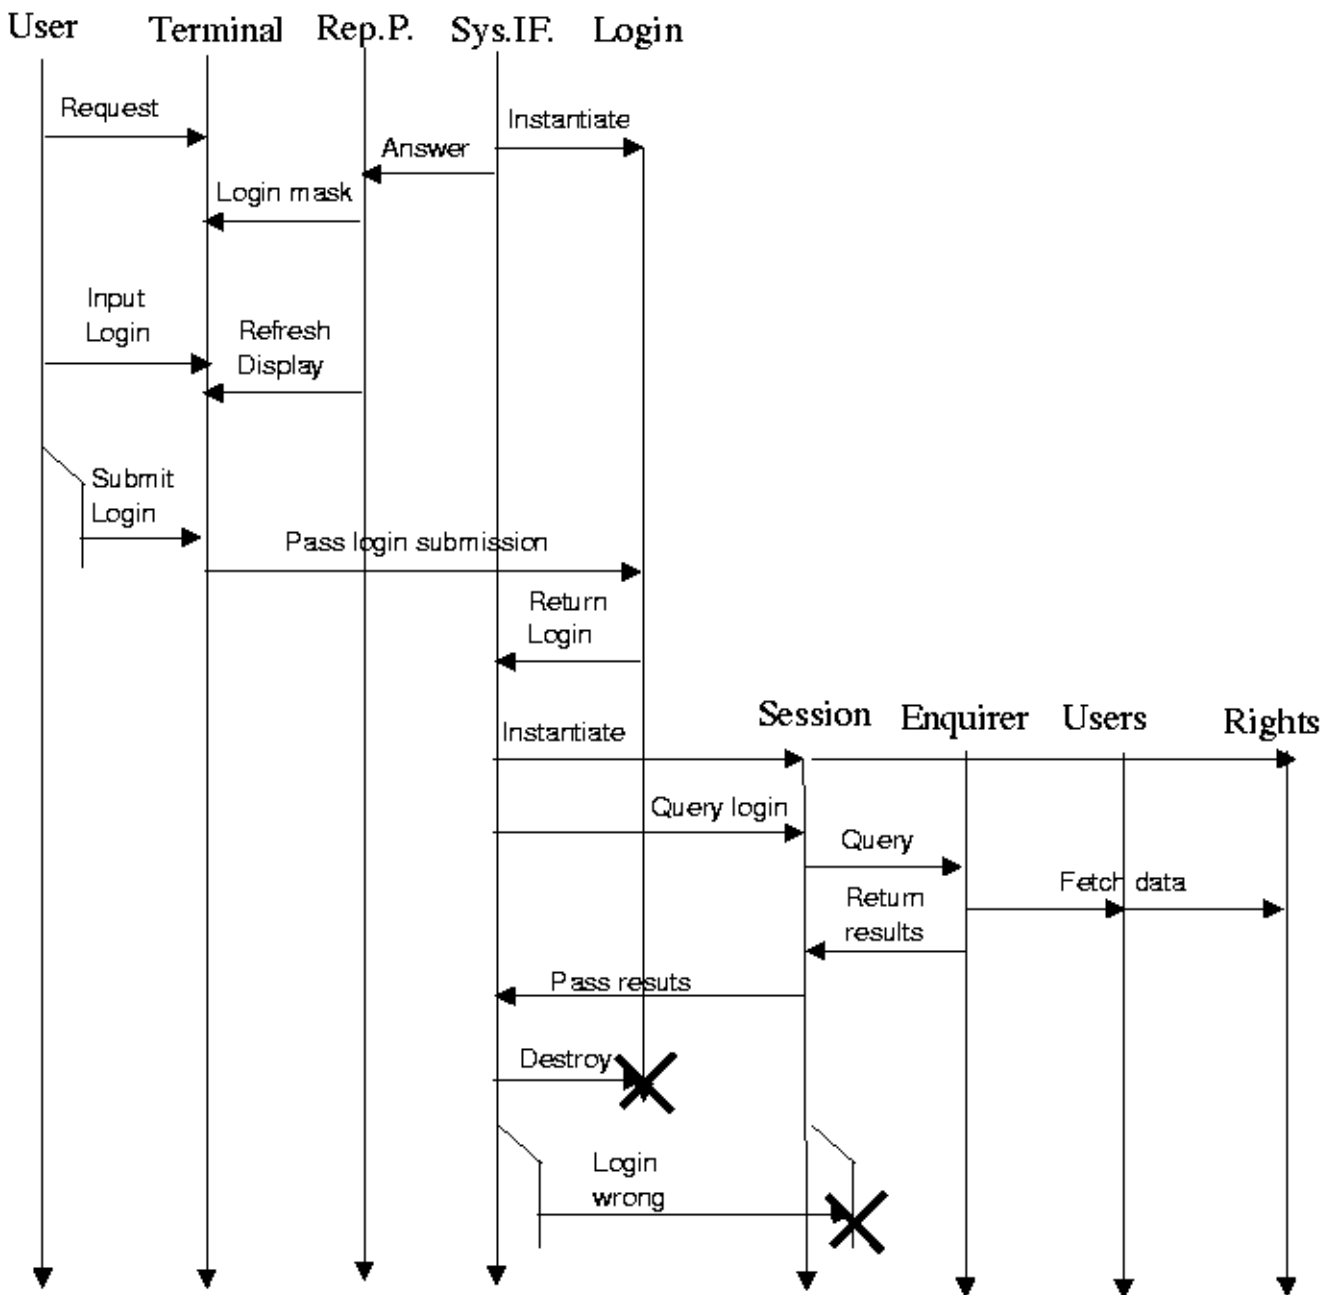 User Terminal Rep.P. Sys.IF. Login
Request
Instantiate
Answer
Login mask
Input
Login
Refresh
Display
Submit
Login
Pass login submission
Return
Login
Session Enquirer Users Rights
Instantiate
Query login
Query
Fetch data
Return
results
Pass resuts
Destroy
Login
wrong